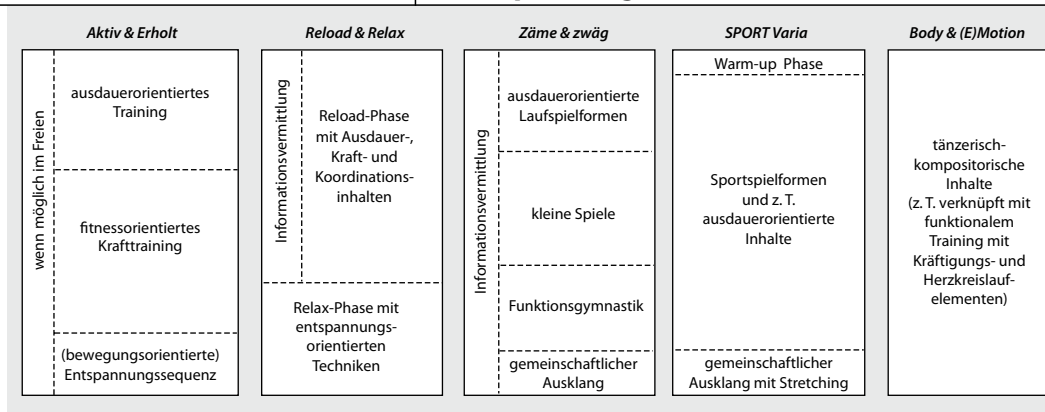 Aktiv & Erholt
wenn möglich im Freien
ausdauerorientiertes
Training
fitnessorientiertes
Krafttraining
(bewegungsorientierte)
Entspannungssequenz
Reload & Relax
Informationsvermittlung
Reload-Phase
mit Ausdauer-,
Kraft- und
Koordinations-
inhalten
Relax-Phase mit
entspannungs-
orientierten
Techniken
Zäme & zwäg
Informationsvermittlung
ausdauerorientierte
Laufspielformen
kleine Spiele
Funktionsgymnastik
gemeinschaftlicher
Ausklang
SPORT Varia
Warm-up Phase
Sportspielformen
und z. T.
ausdauerorientierte
Inhalte
gemeinschaftlicher
Ausklang mit Stretching
Body & (E)Motion
tänzerisch-
kompositorische
Inhalte
(z. T. verknüpft mit
funktionalem
Training mit
Kräftigungs- und
Herzkreislauf-
elementen)